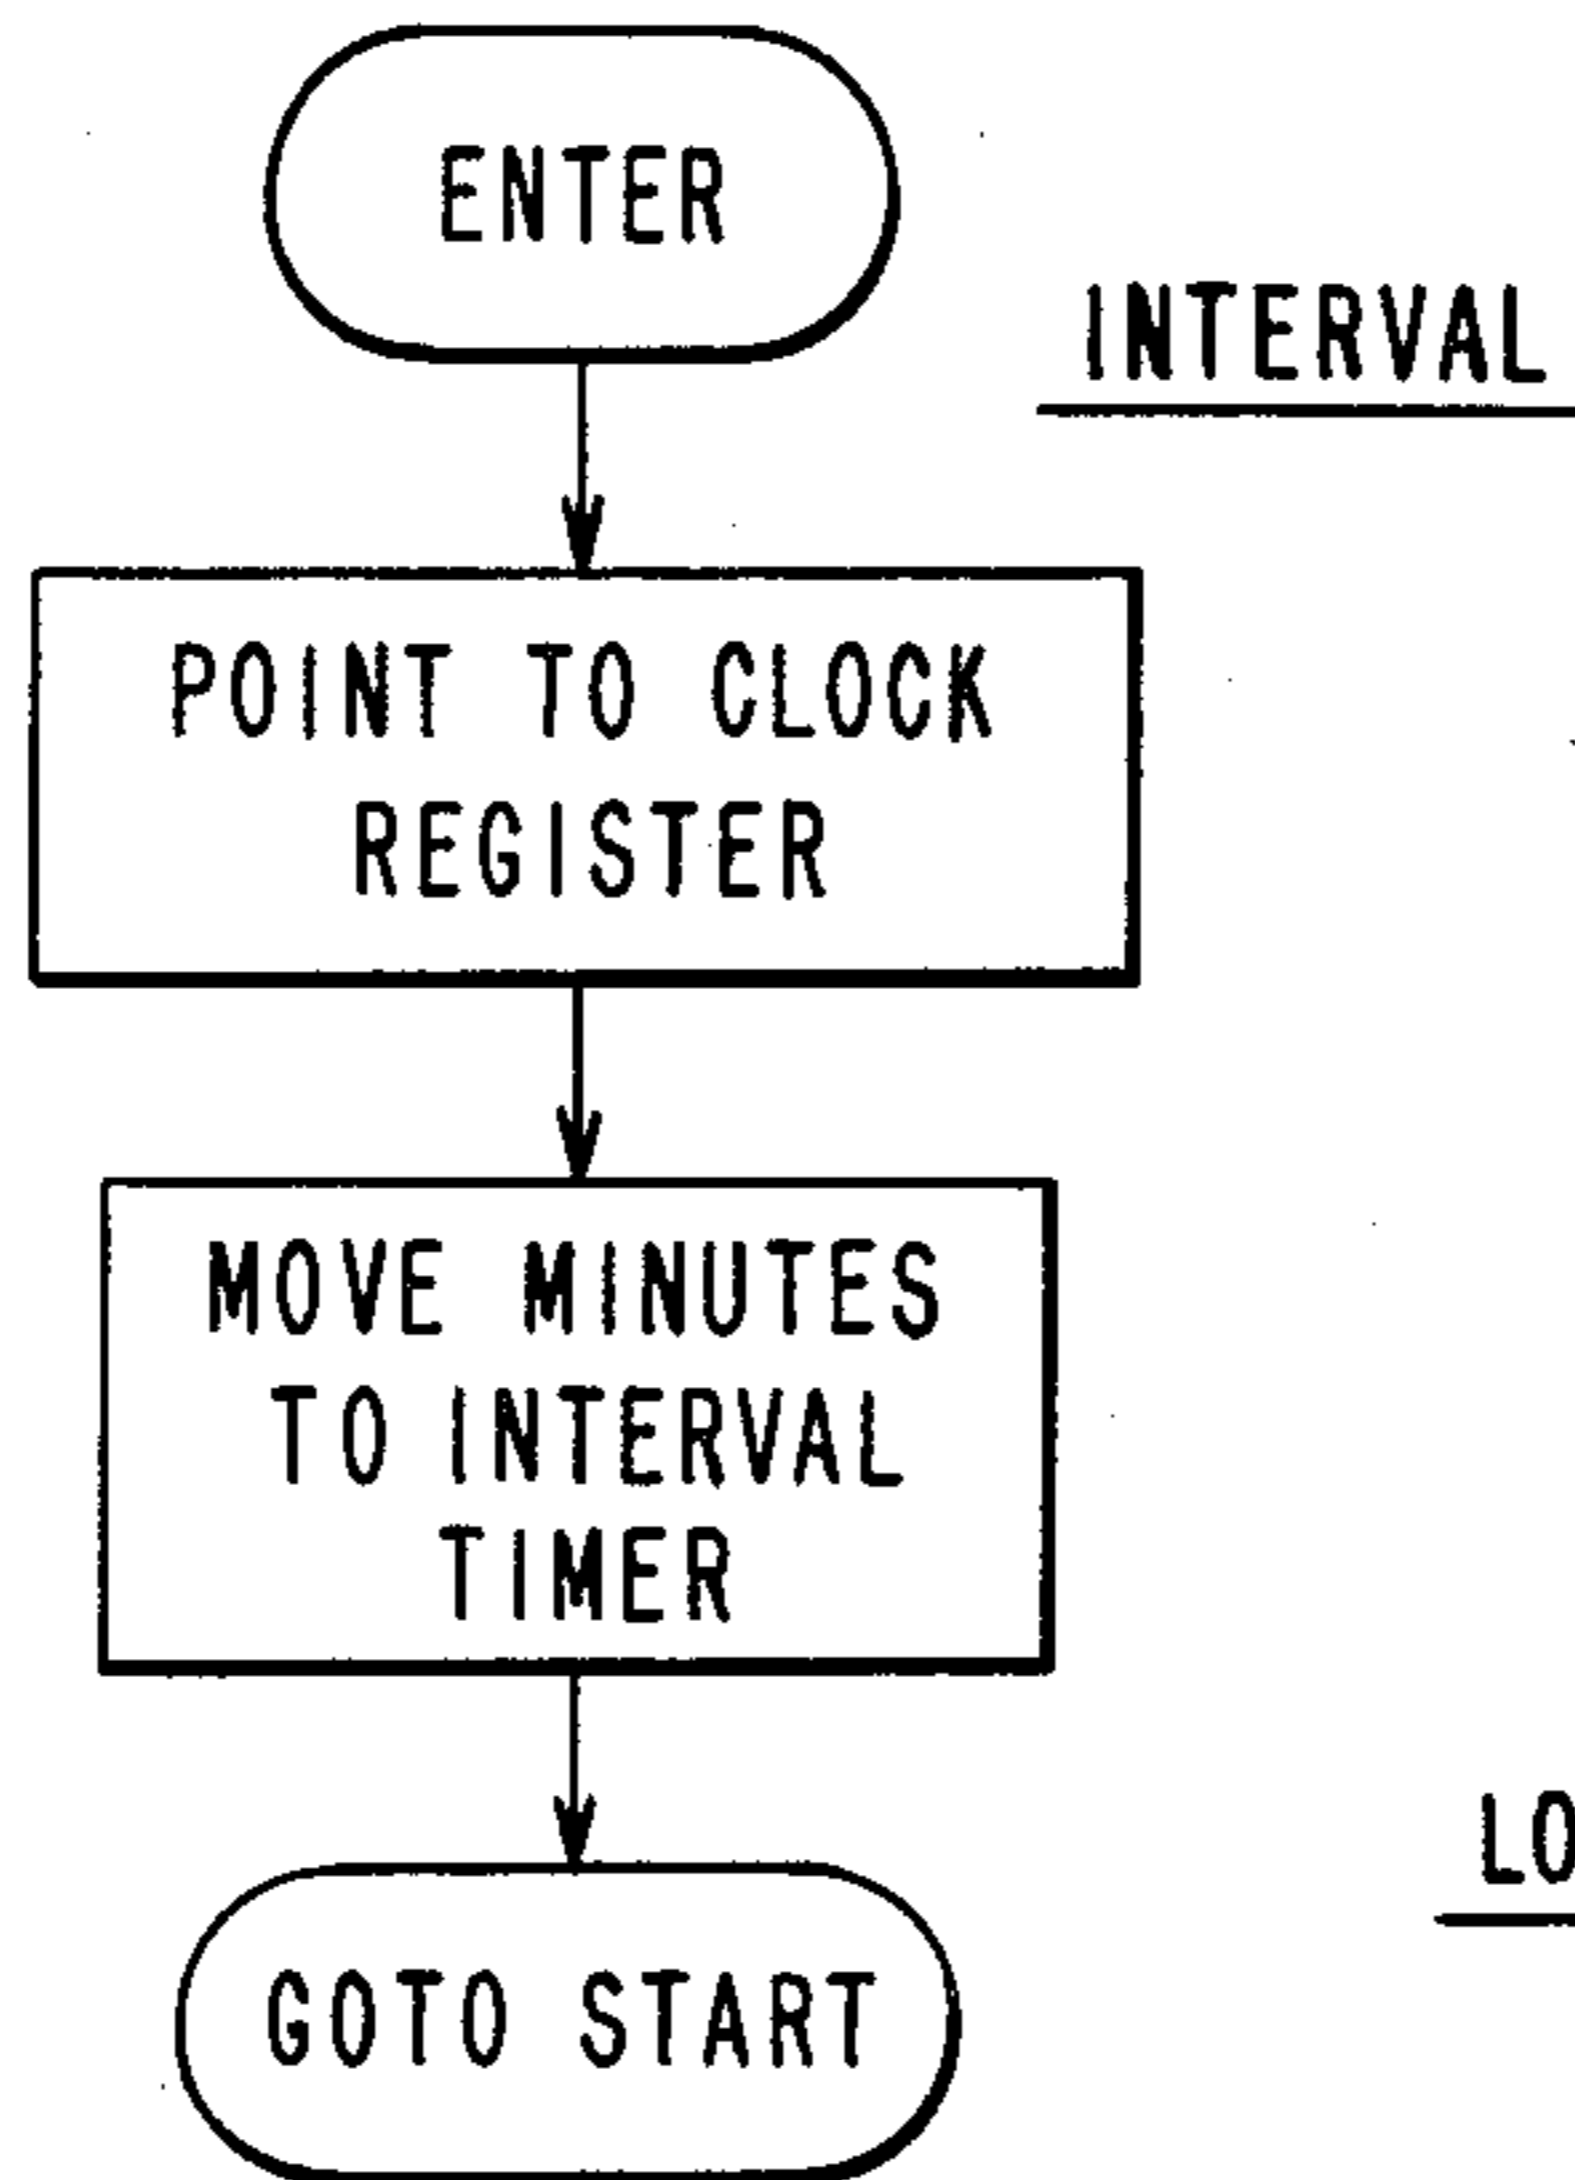 ENTER
INTERVAL
POINT TO CLOCK
REGISTER
MOVE MINUTES
TO INTERVAL
TIMER
GOTO START